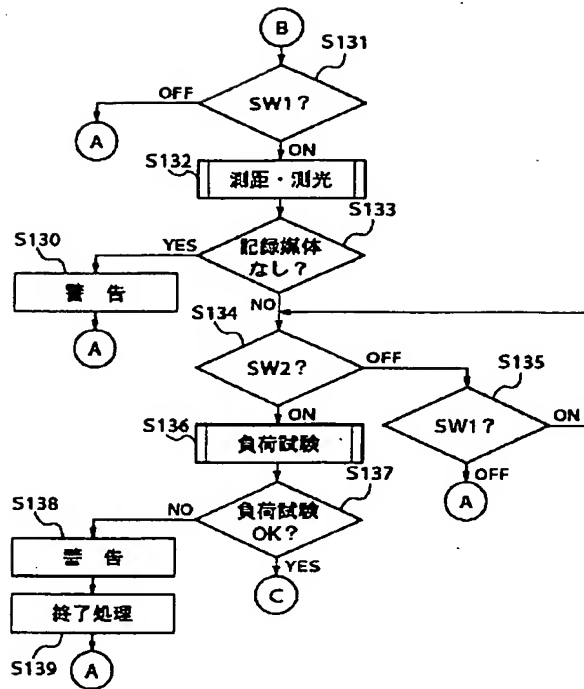 B
S131
SW1?
OFF
A
ON
S132
測距・測光
S133
記録媒体
なし?
YES
S130
警 告
A
NO
S134
SW2?
OFF
S135
SW1?
ON
OFF
A
ON
S136
負荷試験
S137
負荷試験
OK?
NO
S138
警 告
YES
C
終了処理
S139
A